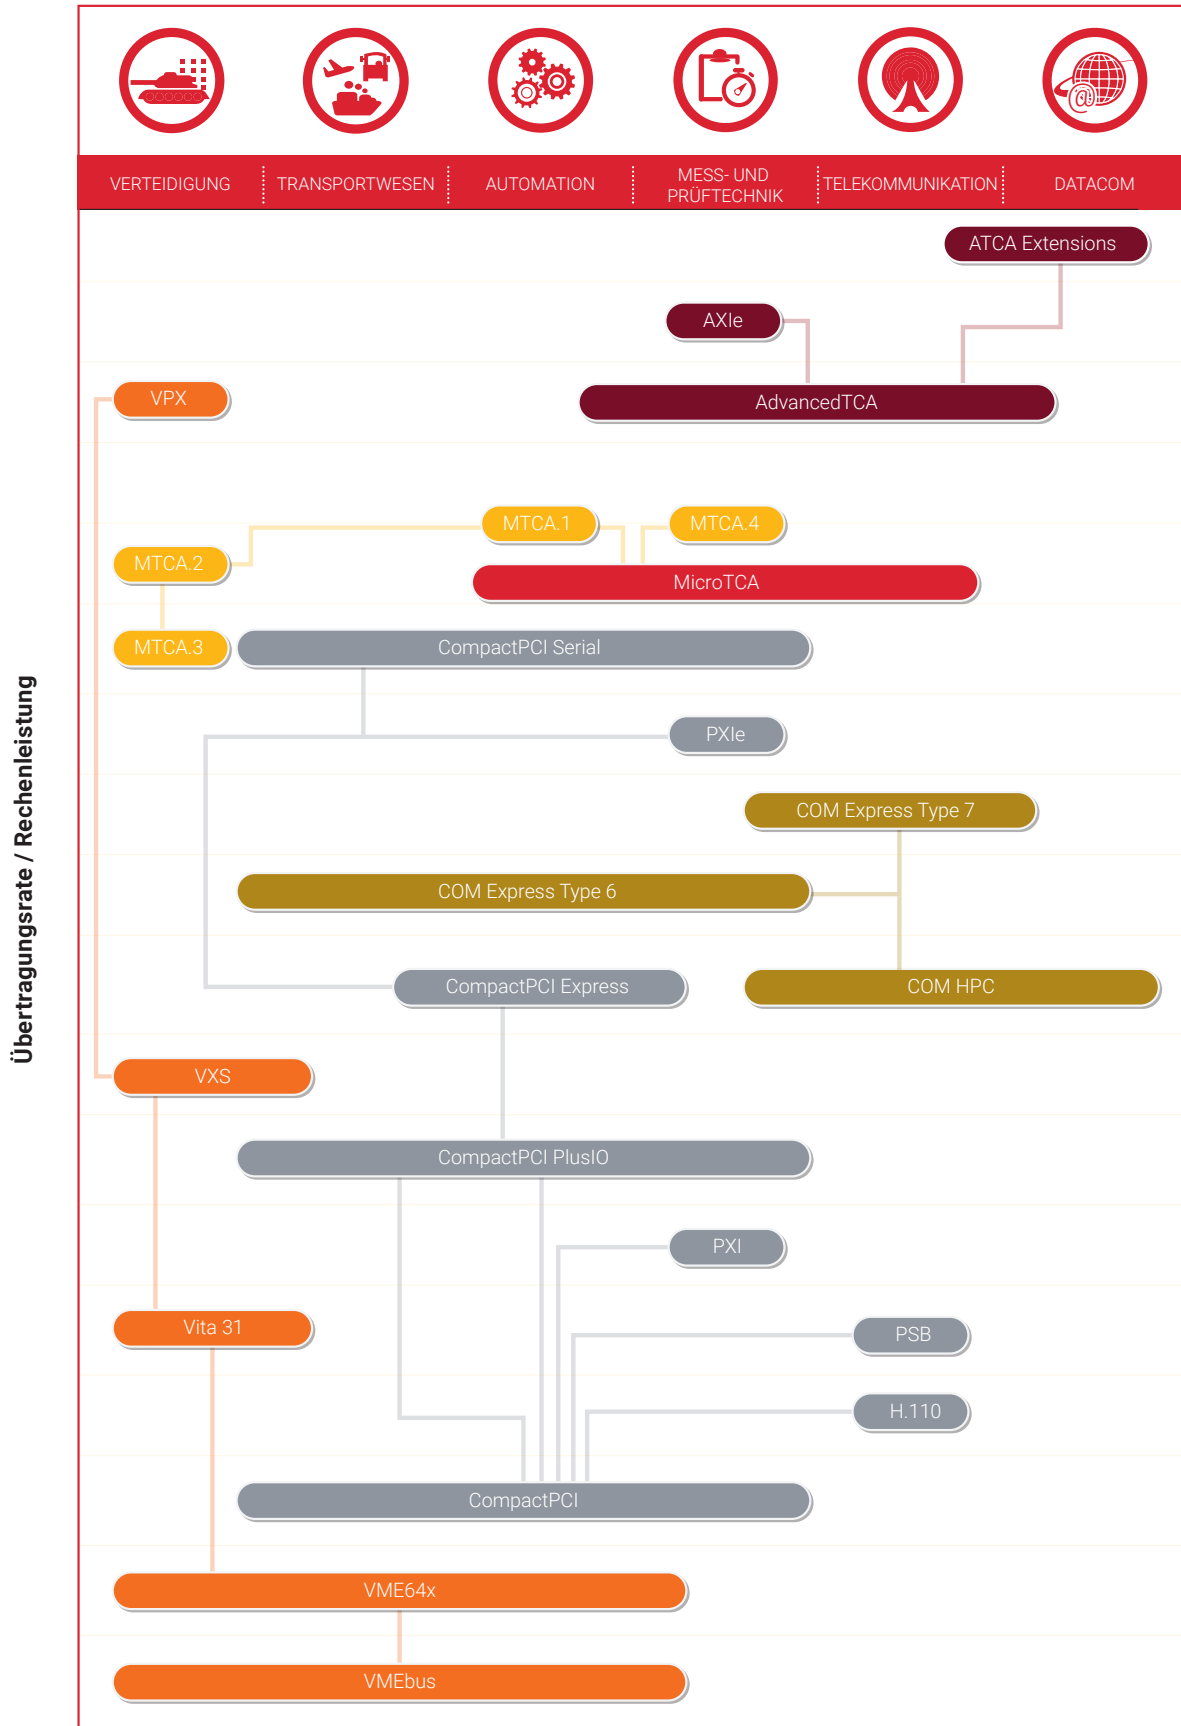 VERTEIDIGUNG
TRANSPORTWESEN
AUTOMATION
MESS- UND
PRÜFTECHNIK
TELEKOMMUNIKATION
DATACOM
ATCA Extensions
AXIe
VPX
AdvancedTCA
MTCA.1
MTCA.4
MTCA.2
MicroTCA
MTCA.3
CompactPCI Serial
PXIe
COM Express Type 7
COM Express Type 6
CompactPCI Express
COM HPC
VXS
CompactPCI PlusIO
PXI
Vita 31
PSB
H.110
CompactPCI
VME64x
VMEbus
Übertragungsrate / Rechenleistung
@